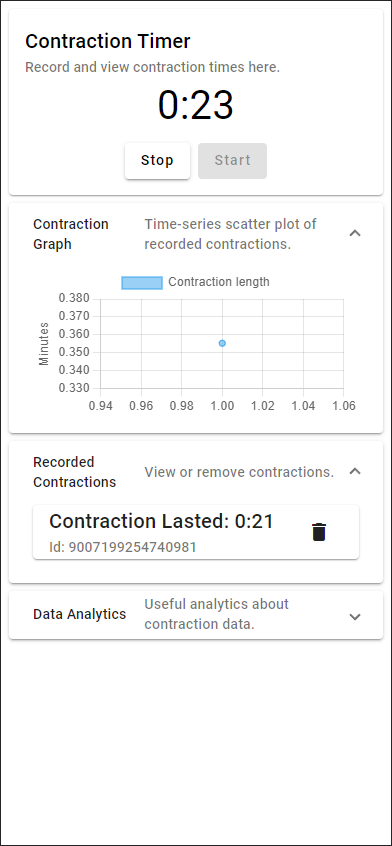 Contraction Timer
Record and view contraction times here.
0:23
Stop
Start
Contraction
Graph
Time-series scatter plot of
recorded contractions.
Contraction length
0.380
0.370
0.360
0.350
0.340
0.330
Minutes
0.94 0.96 0.98 1.00 1.02 1.04 1.06
Recorded
Contractions
View or remove contractions.
Contraction Lasted: 0:21
Id: 9007199254740981
Data Analytics
Useful analytics about
contraction data.